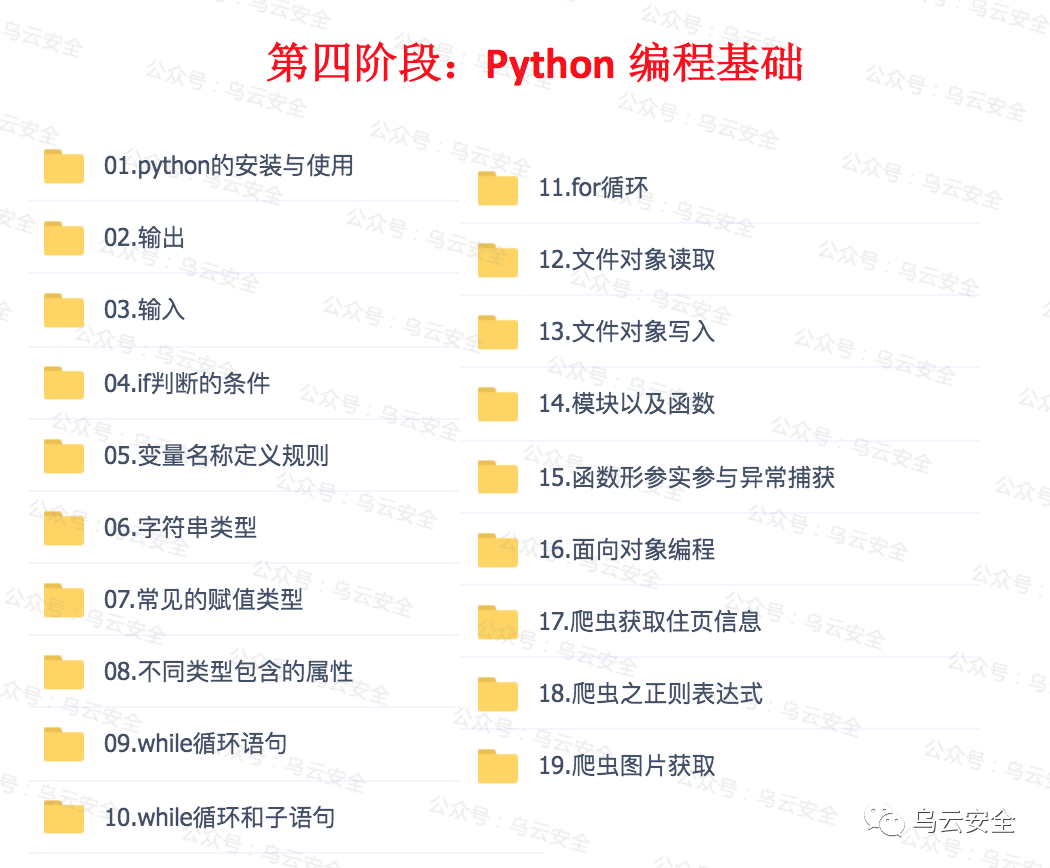 第四阶段：Python 编程基础
01.python的安装与使用
02.输出
03.输入
04.if判断的条件
05.变量名称定义规则
06.字符串类型
07.常见的赋值类型
08.不同类型包含的属性
09.while循环语句
10.while循环和子语句
11.for循环
12.文件对象读取
13.文件对象写入
14.模块以及函数
15.函数形参实参与异常捕获
16.面向对象编程
17.爬虫获取住页信息
18.爬虫之正则表达式
19.爬虫图片获取
公众号：乌云安全
乌云安全